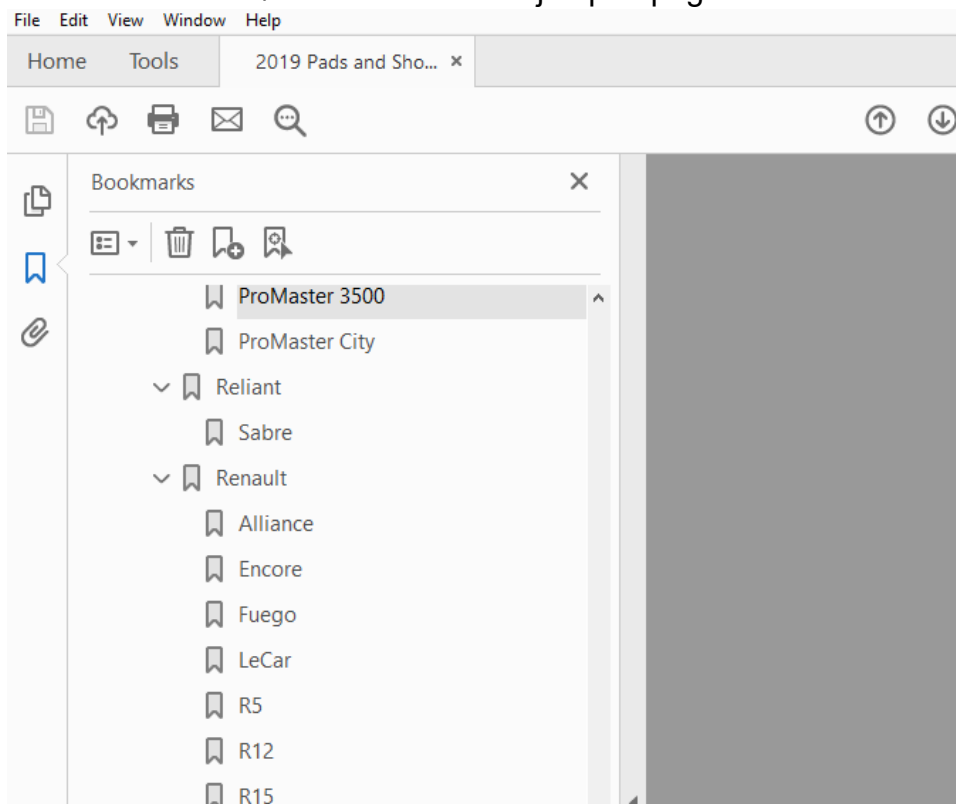 File Edit View Window Help
Home Tools 2019 Pads and Sho... ×
Bookmarks
ProMaster 3500
ProMaster City
Reliant
Sabre
Renault
Alliance
Encore
Fuego
LeCar
R5
R12
R15